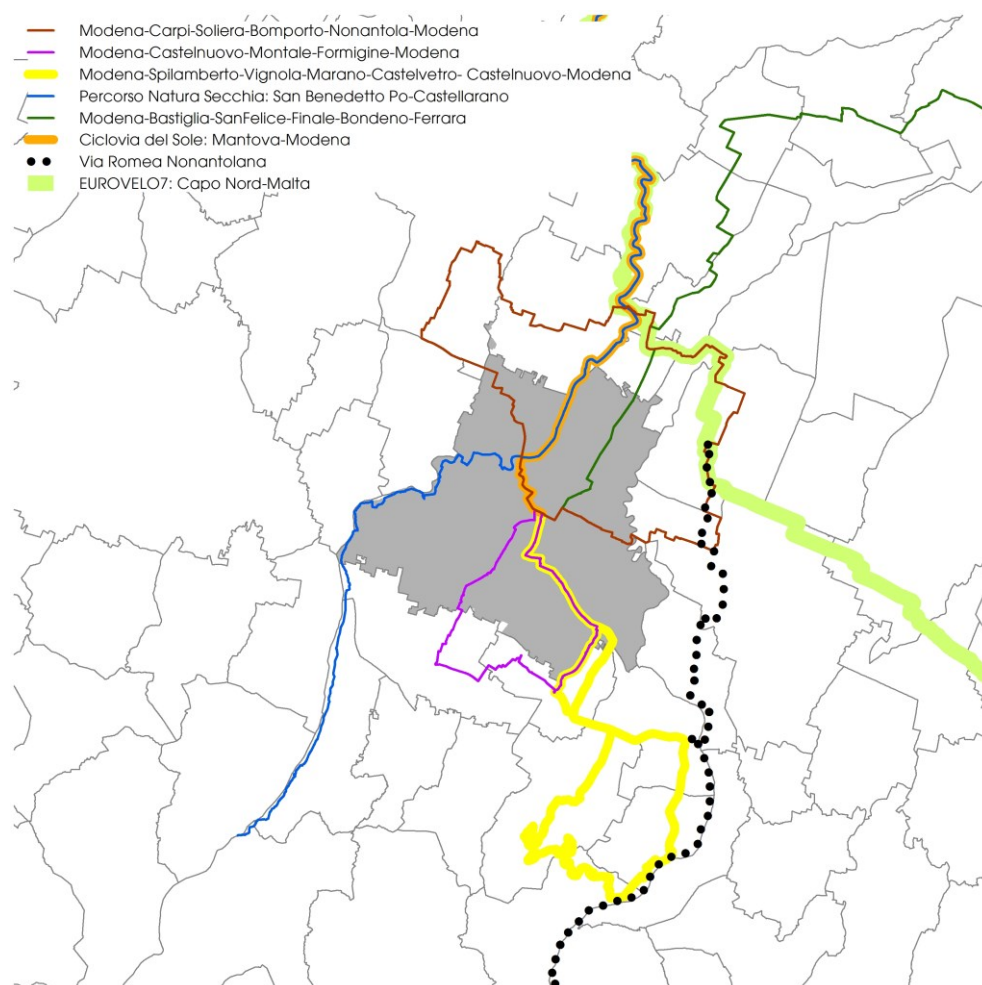 Modena-Carpi-Soliera-Bomporto-Nonantola-Modena
Modena-Castelnuovo-Montale-Formigine-Modena
Modena-Spilamberto-Vignola-Marano-Castelvetro- Castelnuovo-Modena
Percorso Natura Secchia: San Benedetto Po-Castellarano
Modena-Bastiglia-SanFelice-Finale-Bondeno-Ferrara
Ciclovia del Sole: Mantova-Modena
Via Romea Nonantolana
EUROVELO7: Capo Nord-Malta